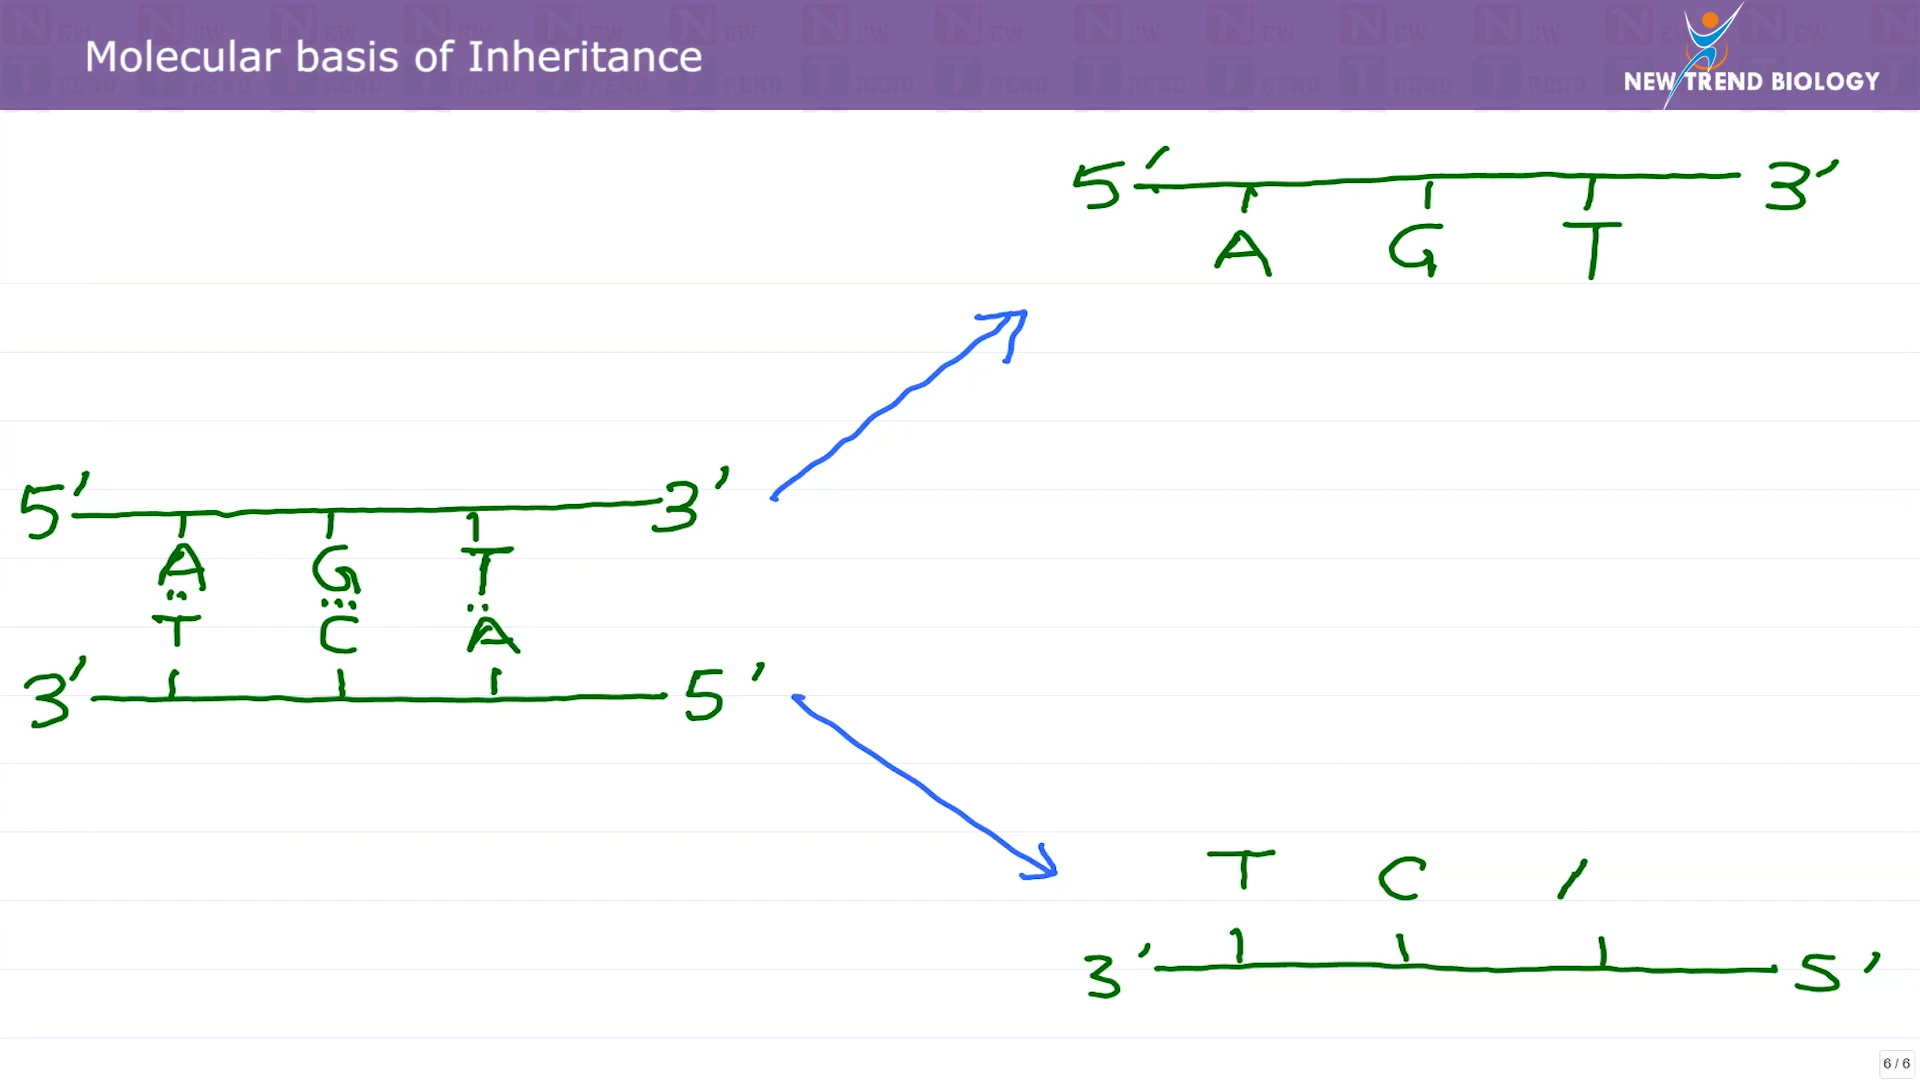 Molecular basis of Inheritance
NEW TREND BIOLOGY
5' 3'
A G T
5' 3'
A G T
T C A
3' 5'
T C
3' 5'
6 / 6